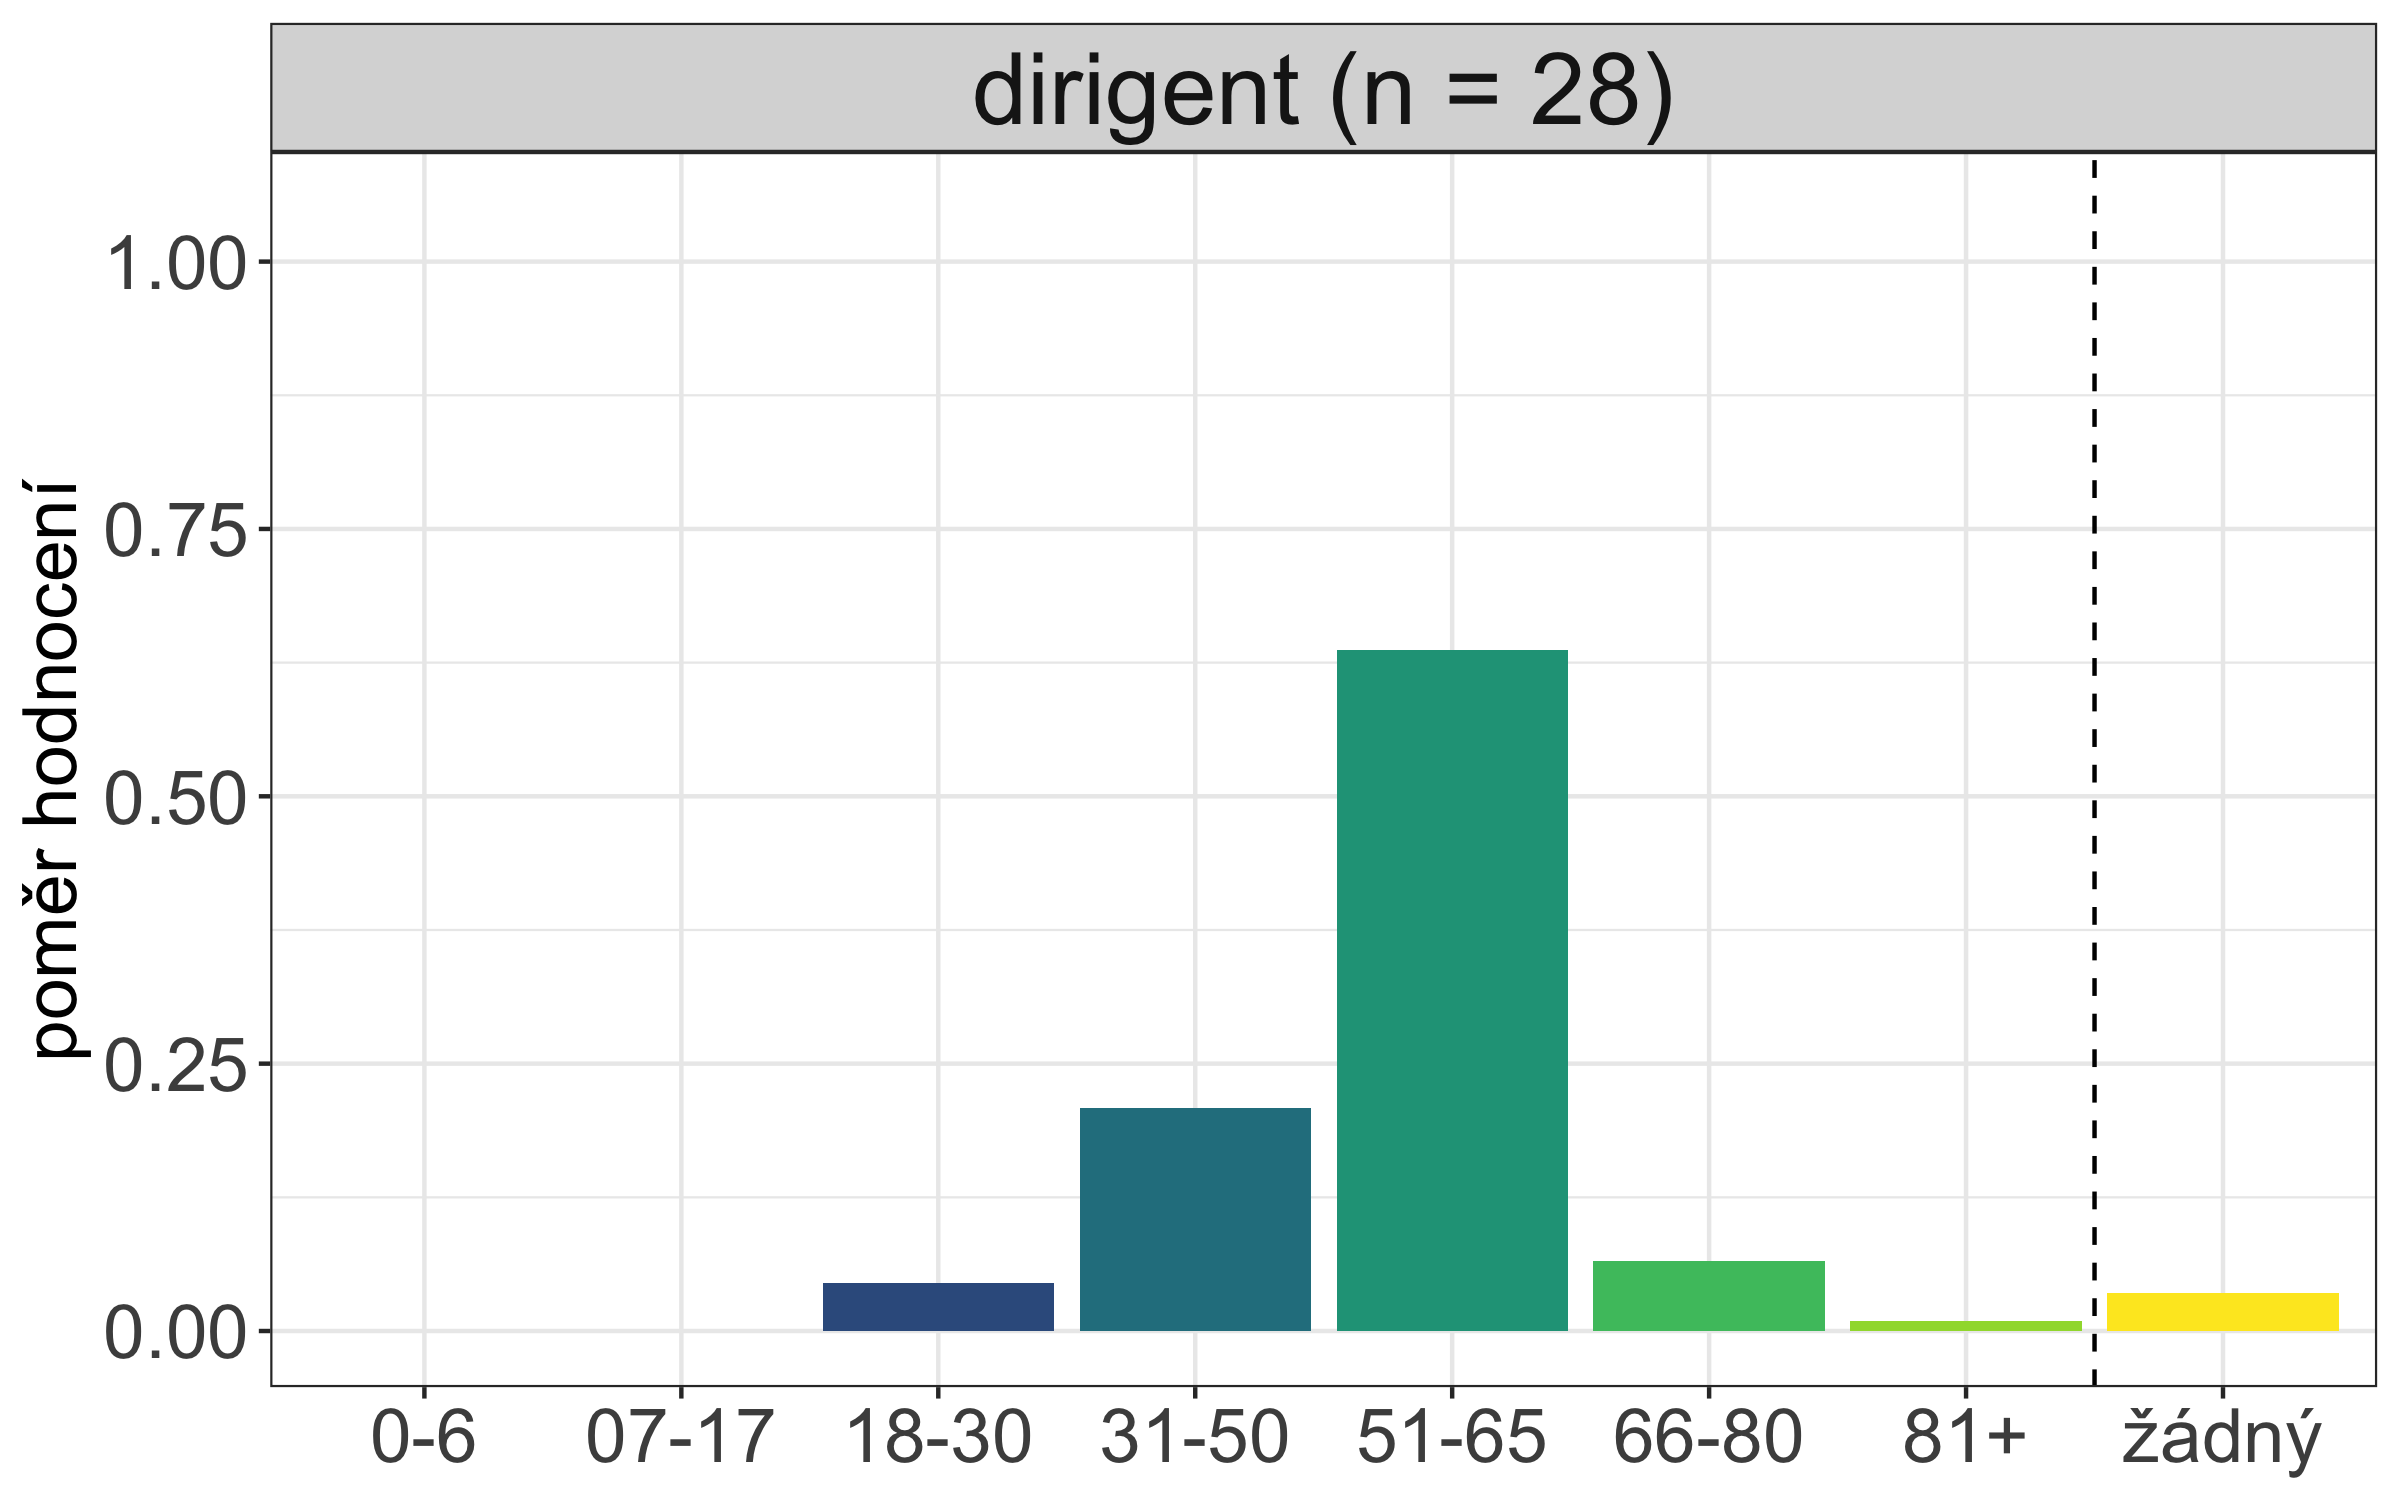 dirigent (n = 28)
poměr hodnocení
1.00
0.75
0.50
0.25
0.00
0-6 07-17 18-30 31-50 51-65 66-80 81+ žádný